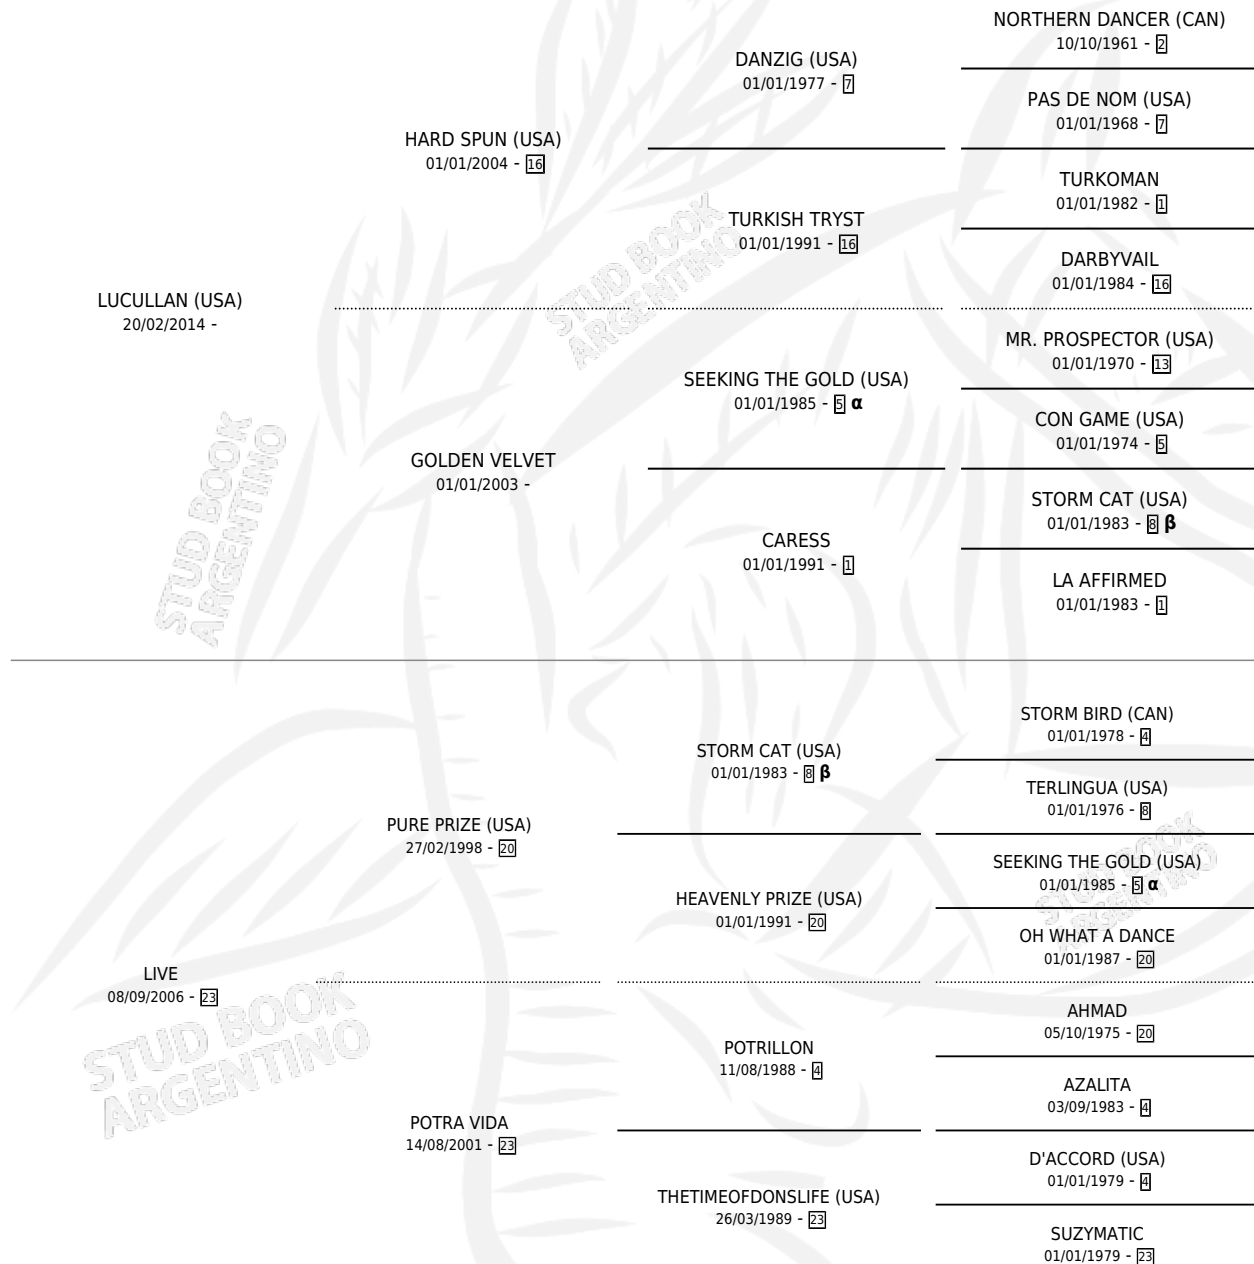 NORTHERN DANCER (CAN)
10/10/1961 - 2
DANZIG (USA)
01/01/1977 - 7
PAS DE NOM (USA)
01/01/1968 - 7
HARD SPUN (USA)
01/01/2004 - 16
TURKOMAN
01/01/1982 - 1
TURKISH TRYST
01/01/1991 - 16
DARBYVAIL
01/01/1984 - 16
LUCULLAN (USA)
20/02/2014 -
MR. PROSPECTOR (USA)
01/01/1970 - 13
SEEKING THE GOLD (USA)
01/01/1985 - 5 α
CON GAME (USA)
01/01/1974 - 5
GOLDEN VELVET
01/01/2003 -
STORM CAT (USA)
01/01/1983 - 8 β
CARESS
01/01/1991 - 1
LA AFFIRMED
01/01/1983 - 1
STORM BIRD (CAN)
01/01/1978 - 4
STORM CAT (USA)
01/01/1983 - 8 β
TERLINGUA (USA)
01/01/1976 - 8
PURE PRIZE (USA)
27/02/1998 - 20
SEEKING THE GOLD (USA)
01/01/1985 - 5 α
HEAVENLY PRIZE (USA)
01/01/1991 - 20
OH WHAT A DANCE
01/01/1987 - 20
LIVE
08/09/2006 - 23
AHMAD
05/10/1975 - 20
POTRILLON
11/08/1988 - 4
AZALITA
03/09/1983 - 4
POTRA VIDA
14/08/2001 - 23
D'ACCORD (USA)
01/01/1979 - 4
THETIMEOFDONSLIFE (USA)
26/03/1989 - 23
SUZYMATIC
01/01/1979 - 23
STUD BOOK
ARGENTINO
STUD BOOK
ARGENTINO
STUD BOOK
ARGENTINO
STUD BOOK
ARGENTINO